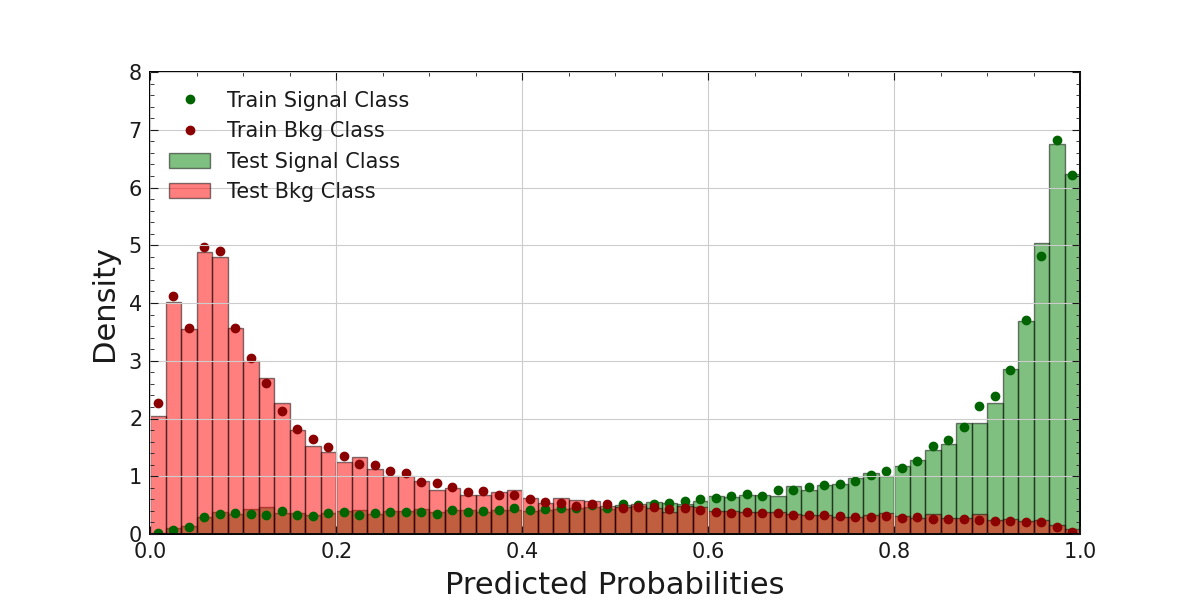 8
7
6
5
4
3
2
1
0
Density
Train Signal Class
Train Bkg Class
Test Signal Class
Test Bkg Class
0.0 0.2 0.4 0.6 0.8 1.0
Predicted Probabilities